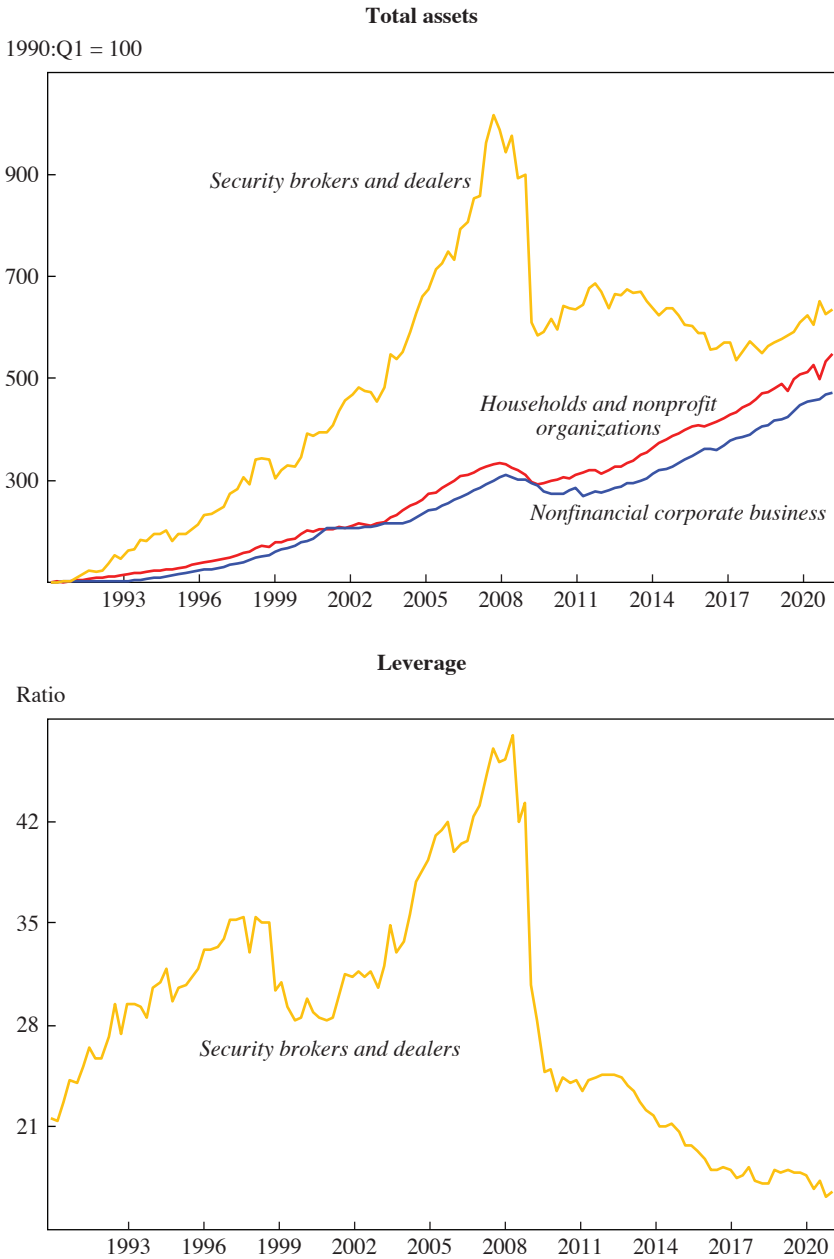 Total assets
1990:Q1 = 100
900
Security brokers and dealers
700
500
Households and nonprofit
organizations
300
Nonfinancial corporate business
1993 1996 1999 2002 2005 2008 2011 2014 2017 2020
Leverage
Ratio
42
35
28
Security brokers and dealers
21
1993 1996 1999 2002 2005 2008 2011 2014 2017 2020